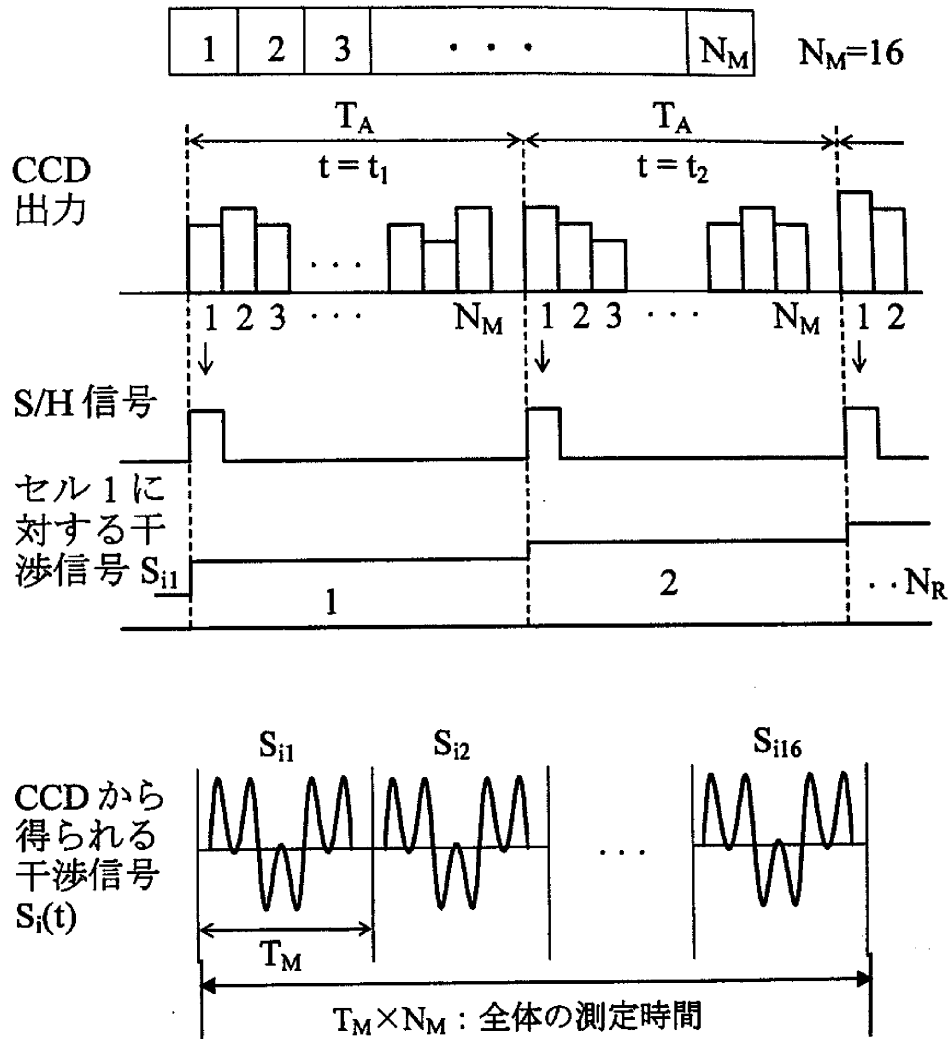 1 2 3 · · · N_M N_M=16
T_A T_A
CCD
出力
t = t_1 t = t_2
· · · · · ·
1 2 3 · · · N_M 1 2 3 · · · N_M 1 2
S/H 信号
セル 1 に
対する干
渉信号 S_i1
1 2 · · N_R
S_i1 S_i2 S_i16
CCD から
得られる
干渉信号
S_i(t)
· · ·
T_M
T_M×N_M : 全体の測定時間